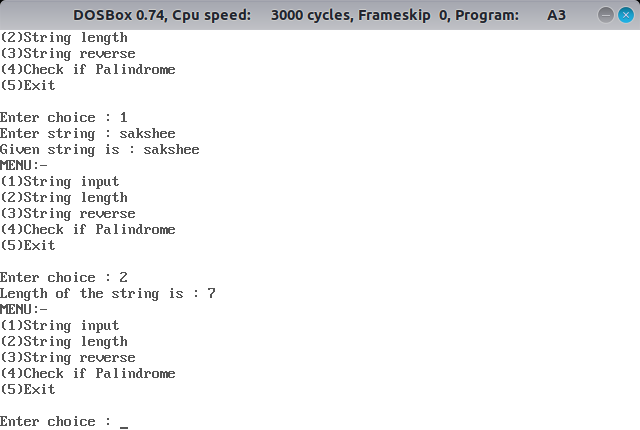 DOSBox 0.74, Cpu speed: 3000 cycles, Frameskip 0, Program: A3
(2)String length
(3)String reverse
(4)Check if Palindrome
(5)Exit
Enter choice : 1
Enter string : sakshee
Given string is : sakshee
MENU:-
(1)String input
(2)String length
(3)String reverse
(4)Check if Palindrome
(5)Exit
Enter choice : 2
Length of the string is : 7
MENU:-
(1)String input
(2)String length
(3)String reverse
(4)Check if Palindrome
(5)Exit
Enter choice : _